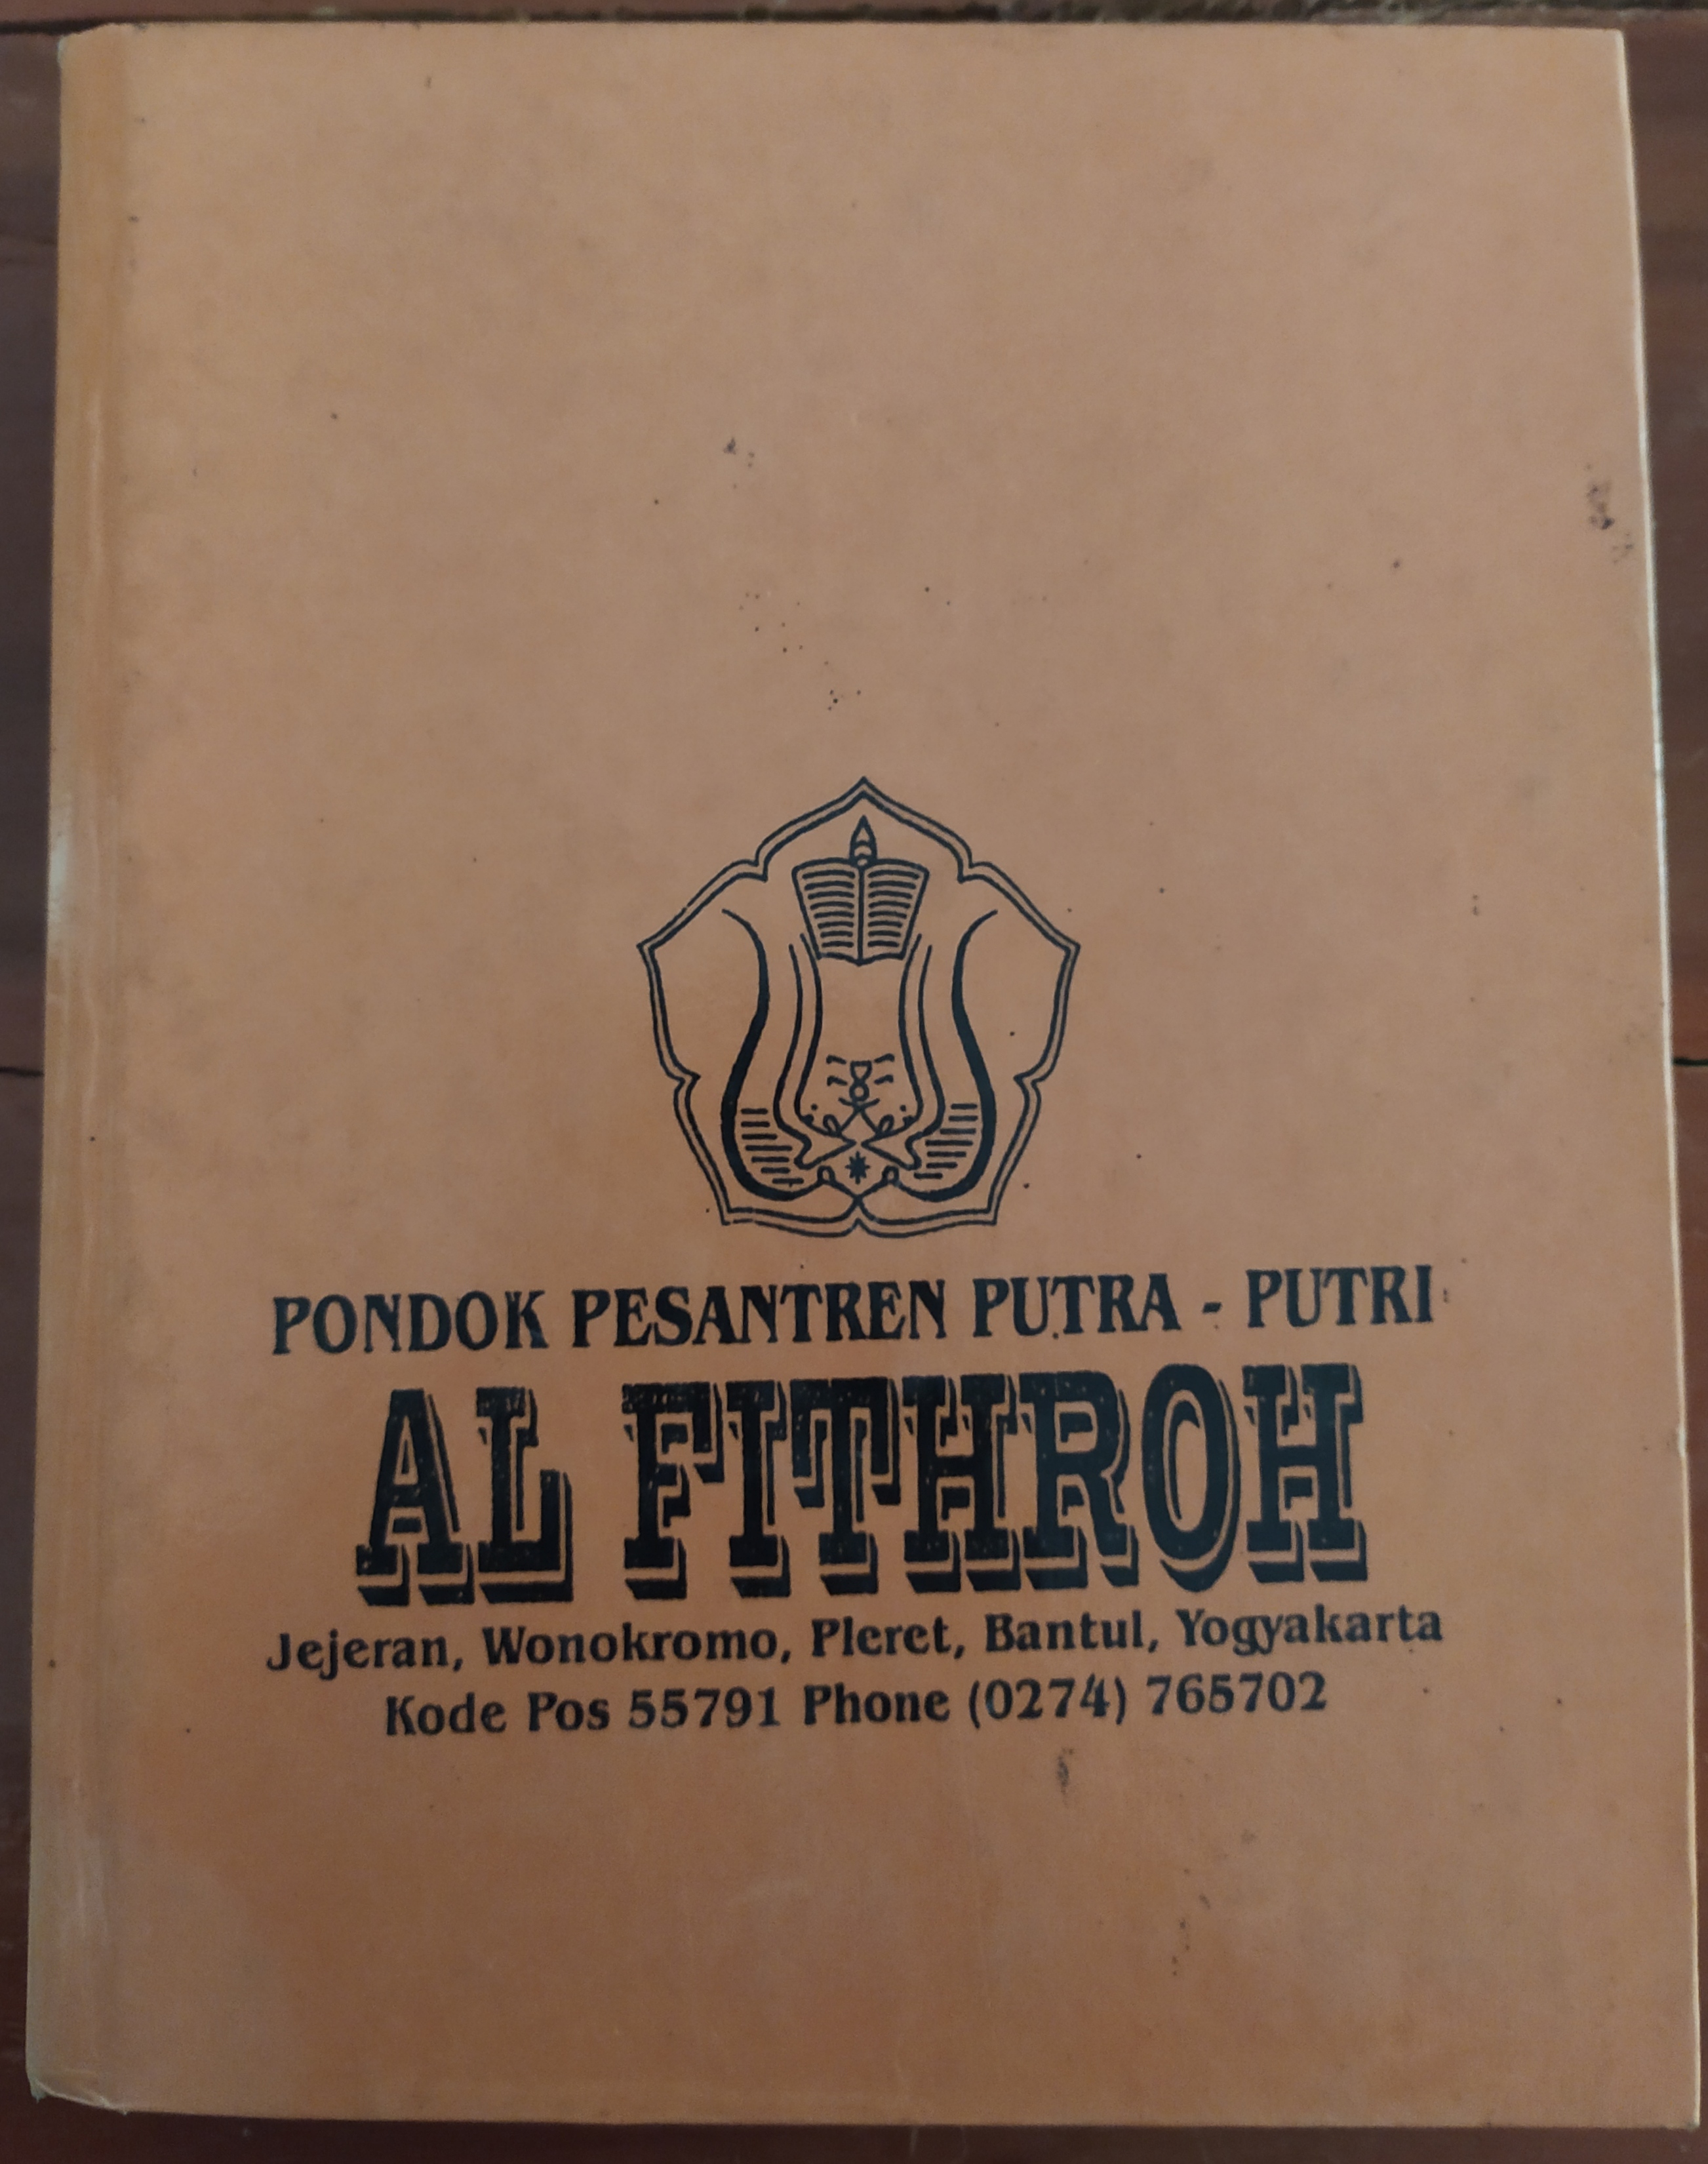 PONDOK PESANTREN PUTRA - PUTRI
AL FITHROH
Jejeran, Wonokromo, Pleret, Bantul, Yogyakarta
Kode Pos 55791 Phone (0274) 765702